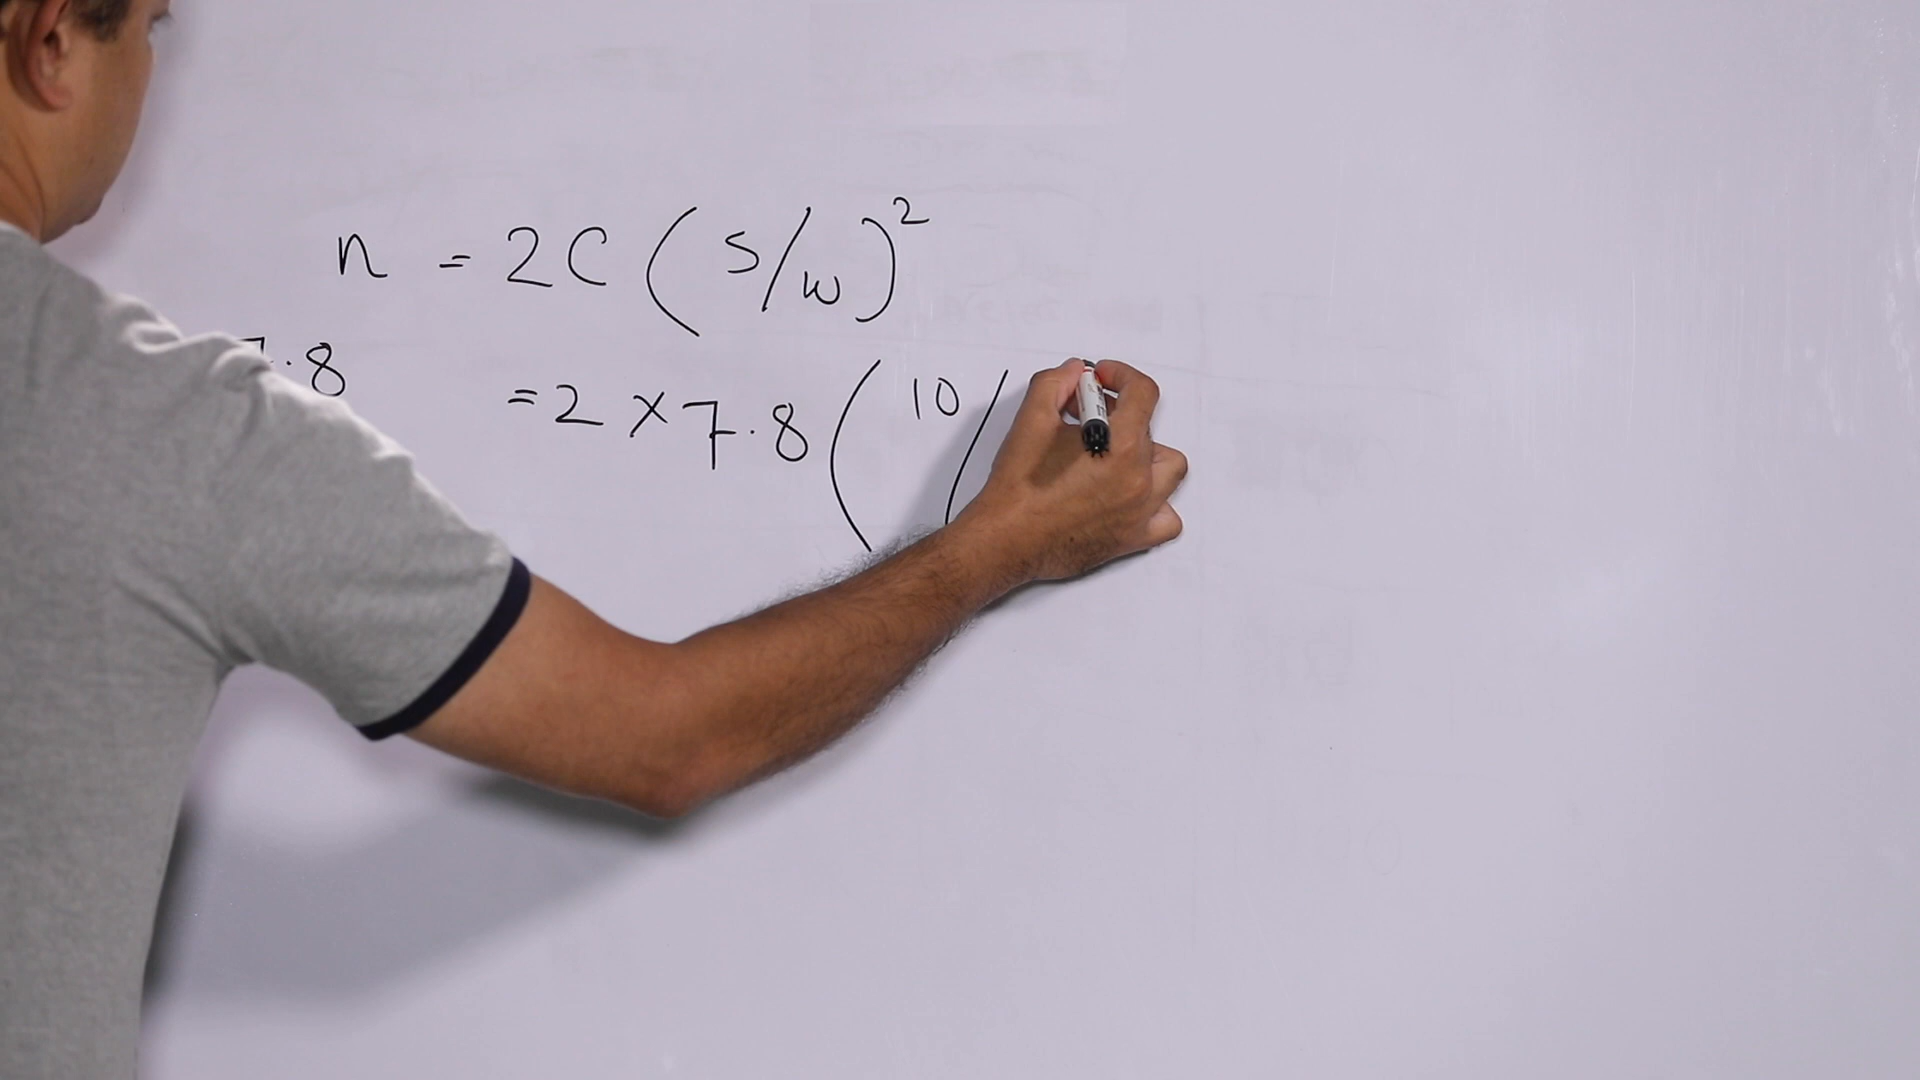 n = 2C ( s/w )²
.8
= 2 × 7.8 ( 10 /